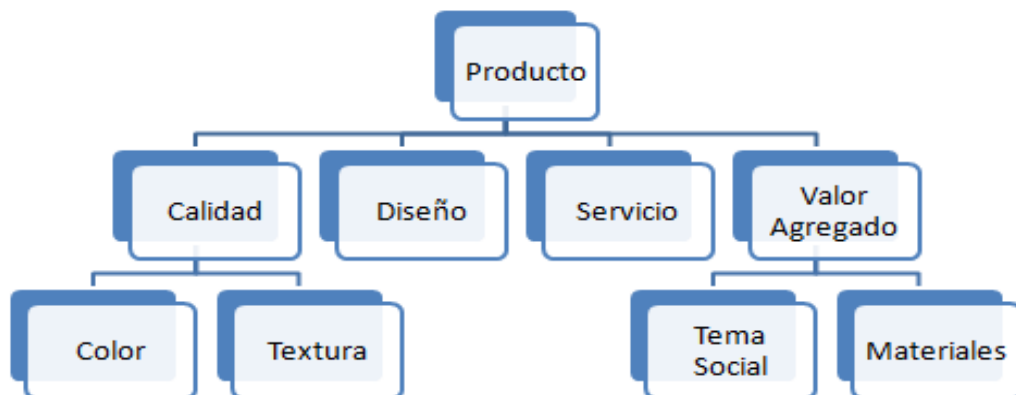 Producto
Calidad
Diseño
Servicio
Valor
Agregado
Color
Textura
Tema
Social
Materiales